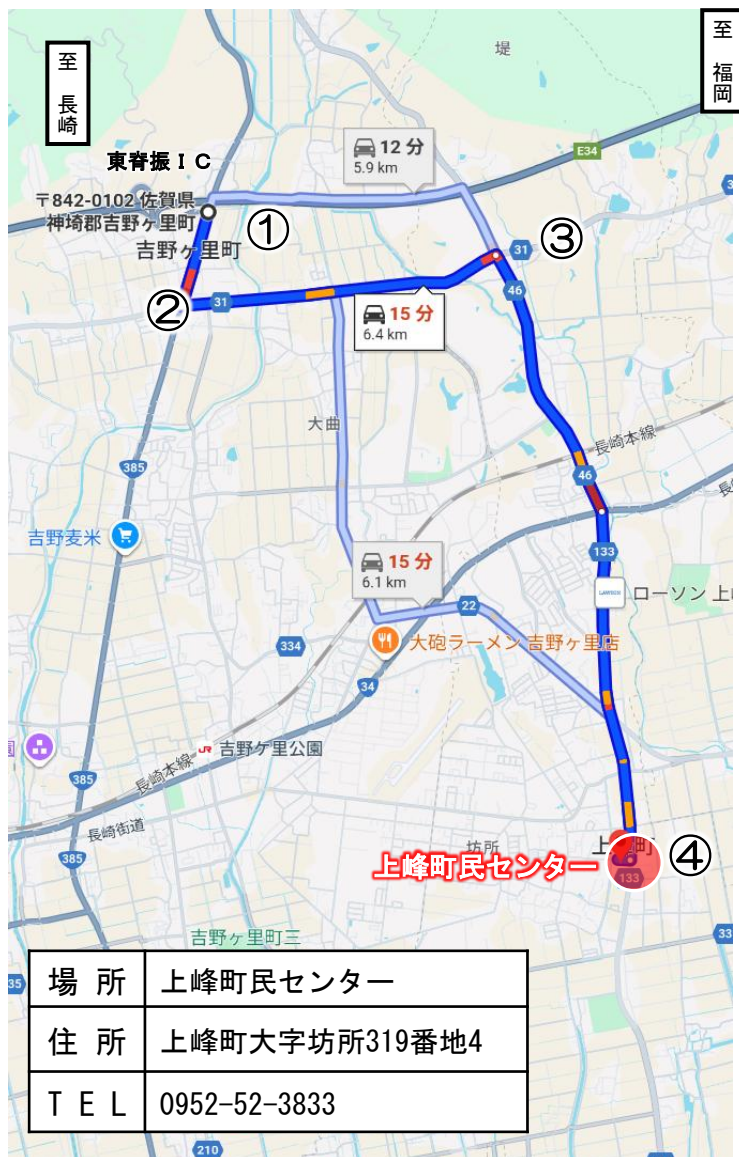 至 長崎
至 福岡
堤
12 分
5.9 km
E34
東脊振ＩＣ
〒842-0102 佐賀県
神埼郡吉野ヶ里町
吉野ヶ里町
①
③
31
②
31
46
15 分
6.4 km
大曲
長崎本線
385
46
吉野麦米
133
15 分
6.1 km
ローソン 上
22
334
大砲ラーメン 吉野ヶ里店
34
JR 吉野ケ里公園
長崎本線
385
長崎街道
385
坊所
上峰町民センター
④
133
吉野ヶ里町三
33
35
場 所 上峰町民センター
住 所 上峰町大字坊所319番地4
ＴＥＬ 0952-52-3833
210